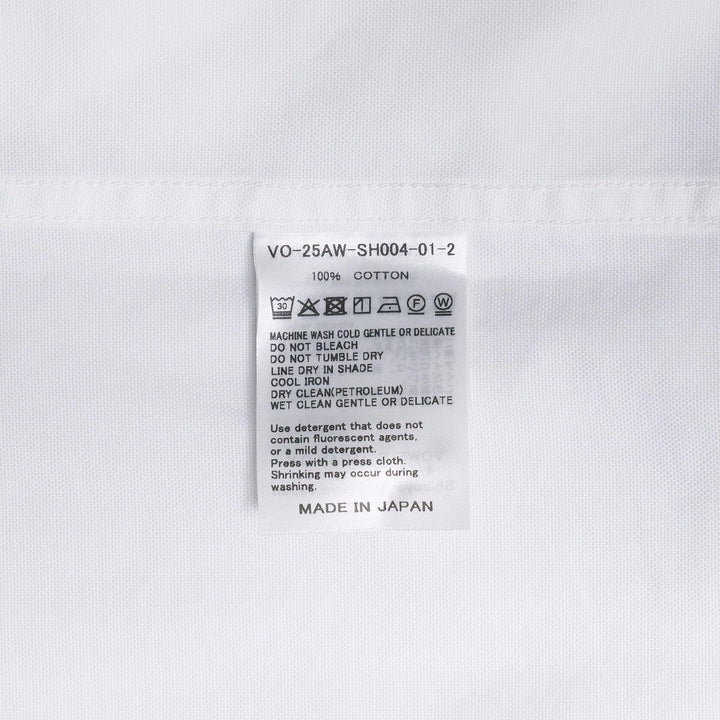 VO-25AW-SH004-01-2
100% COTTON
30 F W
MACHINE WASH COLD GENTLE OR DELICATE
DO NOT BLEACH
DO NOT TUMBLE DRY
LINE DRY IN SHADE
COOL IRON
DRY CLEAN(PETROLEUM)
WET CLEAN GENTLE OR DELICATE
Use detergent that does not
contain fluorescent agents,
or a mild detergent.
Press with a press cloth.
Shrinking may occur during
washing.
MADE IN JAPAN